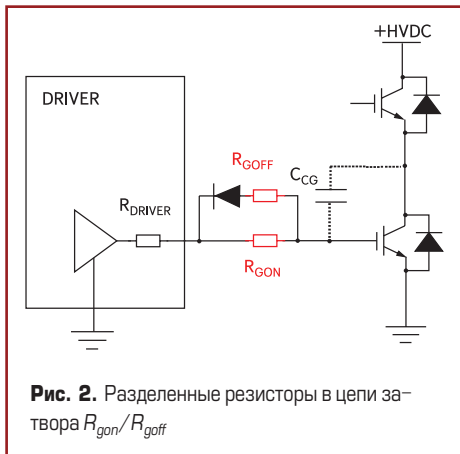 +HVDC
DRIVER
R_GOFF
C_CG
R_DRIVER
R_GON
Рис. 2. Разделенные резисторы в цепи за-
твора R_gon/R_goff